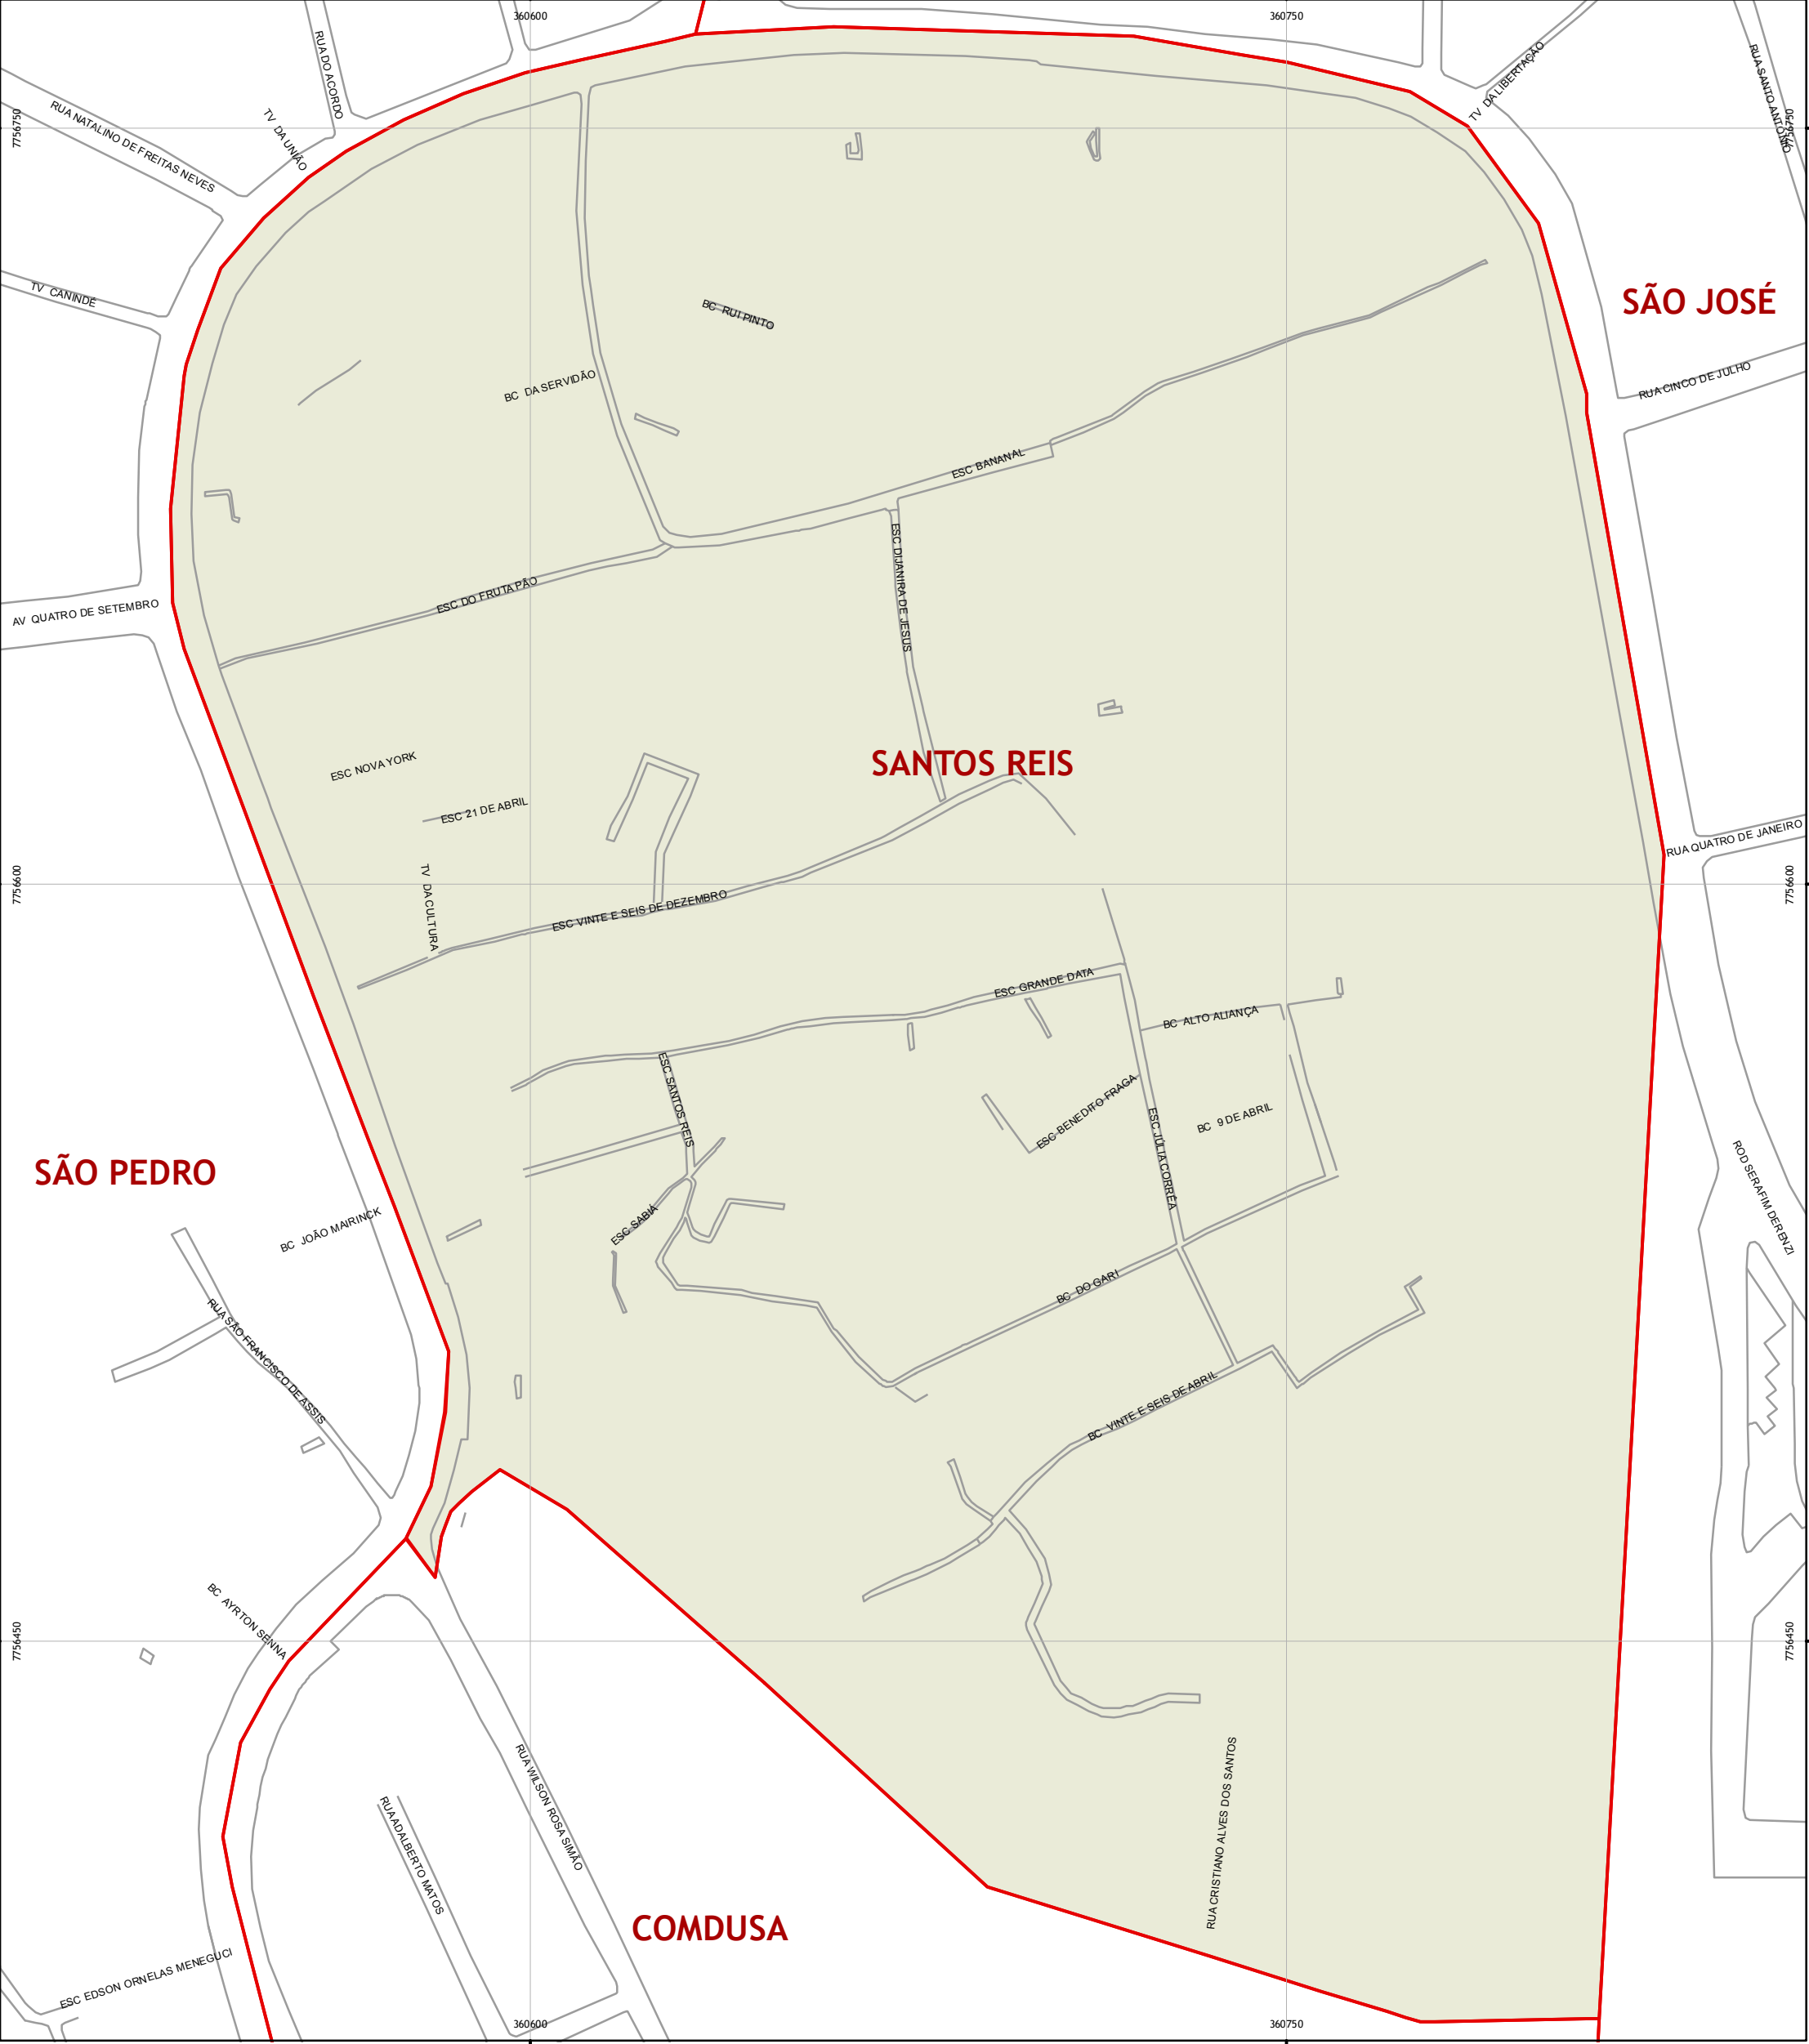 360600
360750
RUA DO ACORDO
TV DA LIBERTAÇÃO
RUA SANTO ANTONIO
RUA NATALINO DE FREITAS NEVES
TV DA UNIÃO
7756750
7756750
TV CANINDÉ
BC RUI PINTO
SÃO JOSÉ
BC DA SERVIDÃO
RUA CINCO DE JULHO
ESC BANANAL
ESC DIJANIRA DE JESUS
ESC DO FRUTA PÃO
AV QUATRO DE SETEMBRO
ESC NOVA YORK
SANTOS REIS
ESC 21 DE ABRIL
RUA QUATRO DE JANEIRO
7756600
7756600
TV DA CULTURA
ESC VINTE E SEIS DE DEZEMBRO
ESC GRANDE DATA
BC ALTO ALIANÇA
ESC SANTOS REIS
ESC BENEDITO FRAGA
BC 9 DE ABRIL
ESC JÚLIA CORRÊA
SÃO PEDRO
ROD SERAFIM DERENZI
BC JOÃO MAIRINCK
ESC SABIÁ
BC DO GARI
RUA SÃO FRANCISCO DE ASSIS
BC VINTE E SEIS DE ABRIL
BC AYRTON SENNA
7756450
7756450
RUA WILSON ROSA SIMÃO
RUA CRISTIANO ALVES DOS SANTOS
RUA ADALBERTO MATOS
COMDUSA
ESC EDSON ORNELAS MENEGUCI
360600
360750